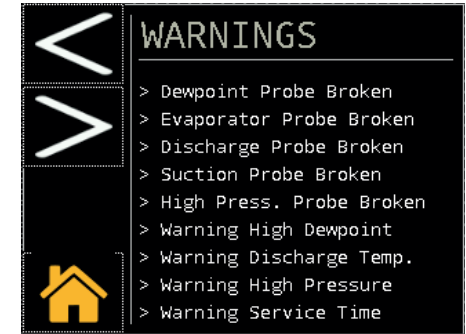 WARNINGS
> Dewpoint Probe Broken
> Evaporator Probe Broken
> Discharge Probe Broken
> Suction Probe Broken
> High Press. Probe Broken
> Warning High Dewpoint
> Warning Discharge Temp.
> Warning High Pressure
> Warning Service Time